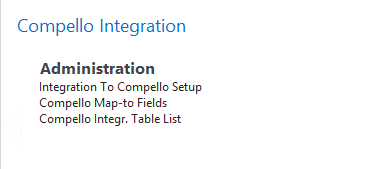 Compello Integration
Administration
Integration To Compello Setup
Compello Map-to Fields
Compello Integr. Table List